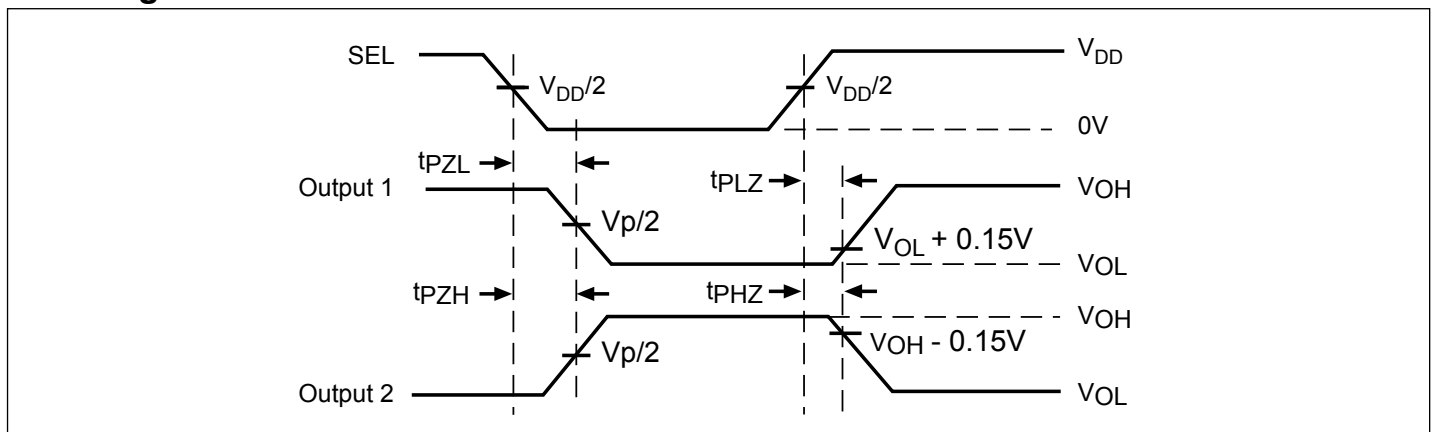 SEL
VDD/2
VDD/2
VDD
0V
tPZL
tPLZ
Output 1
VOH
Vp/2
VOL + 0.15V
VOL
tPZH
tPHZ
VOH
Vp/2
VOH - 0.15V
Output 2
VOL